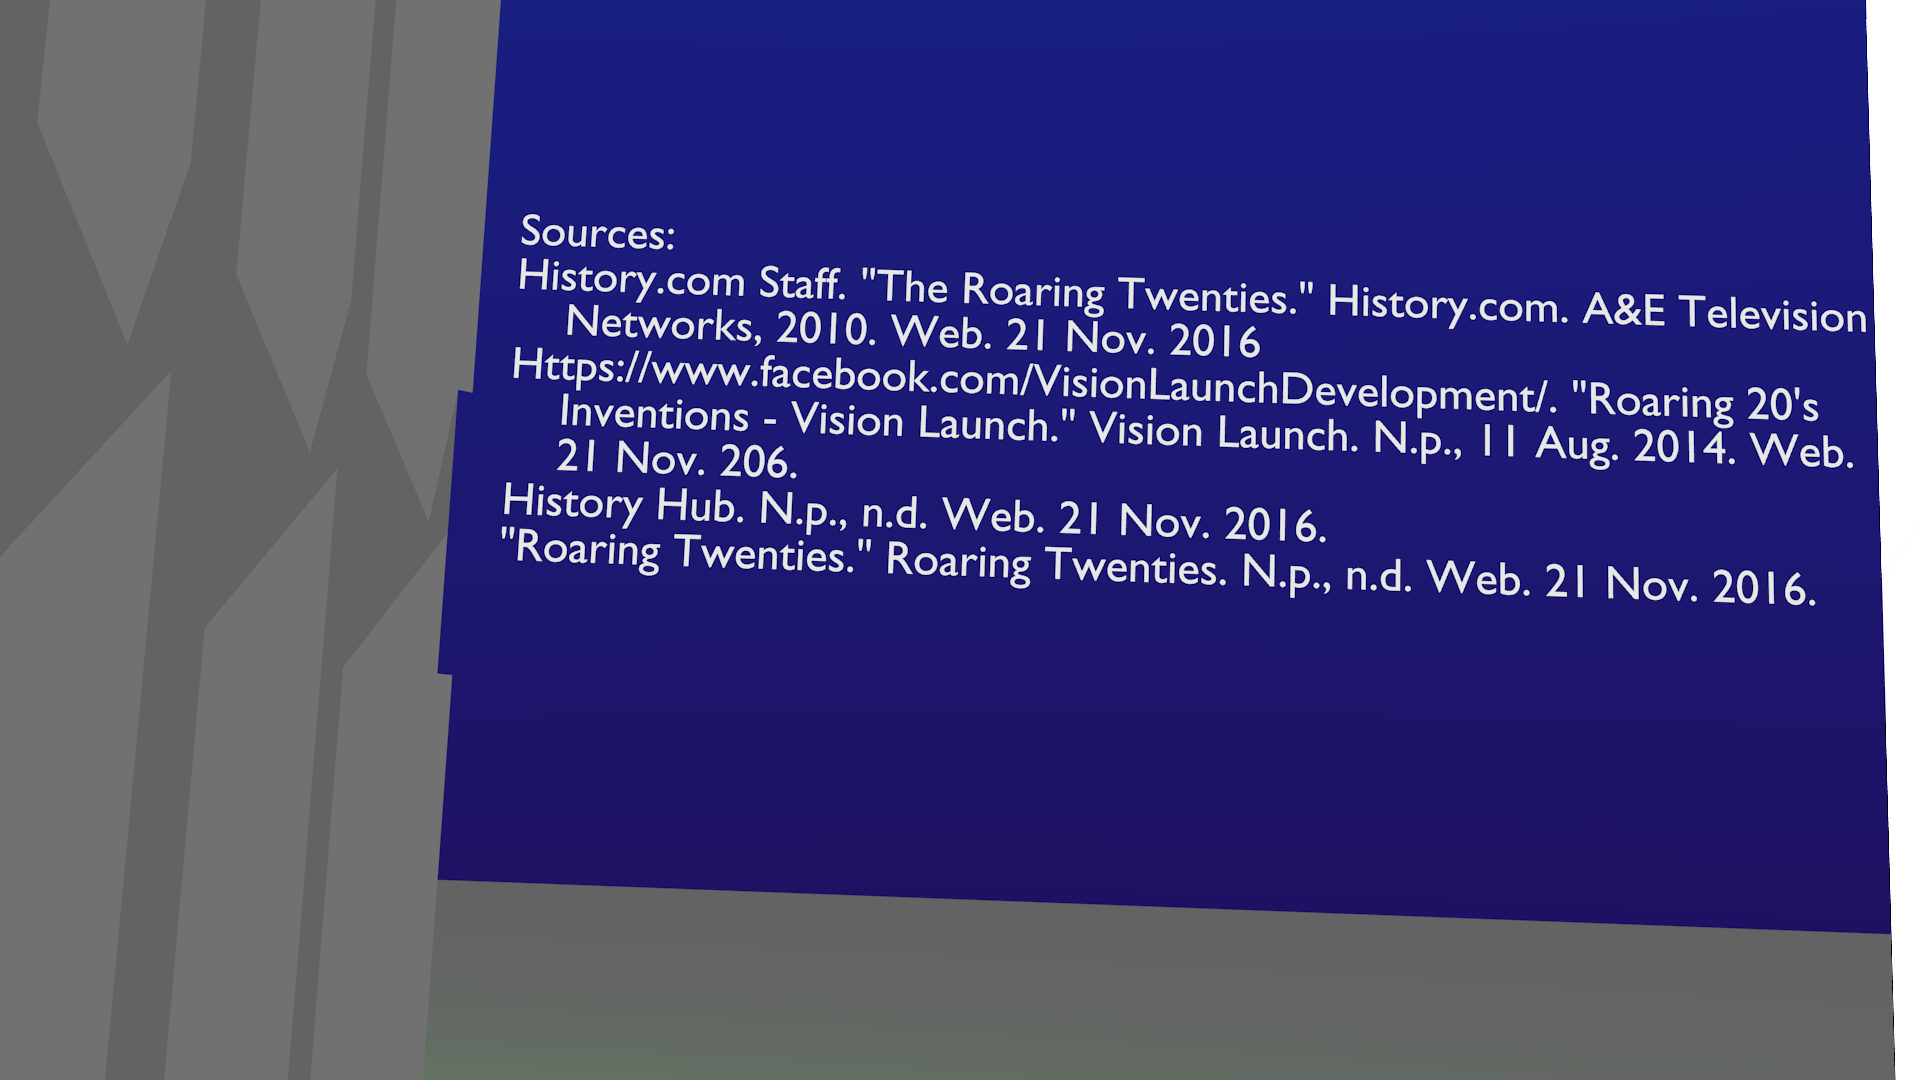 Sources:
History.com Staff. "The Roaring Twenties." History.com. A&E Television
Networks, 2010. Web. 21 Nov. 2016
Https://www.facebook.com/VisionLaunchDevelopment/. "Roaring 20's
Inventions - Vision Launch." Vision Launch. N.p., 11 Aug. 2014. Web.
21 Nov. 206.
History Hub. N.p., n.d. Web. 21 Nov. 2016.
"Roaring Twenties." Roaring Twenties. N.p., n.d. Web. 21 Nov. 2016.